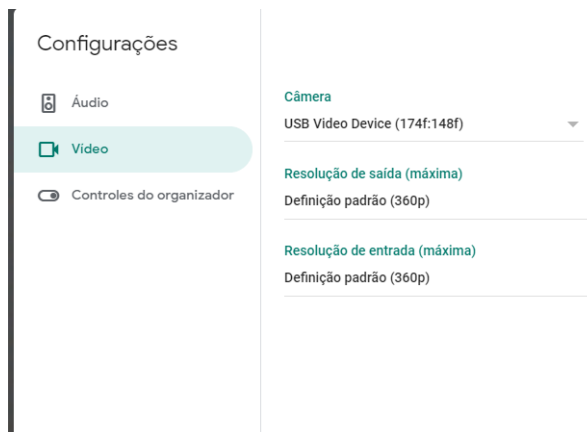 Configurações
Áudio
Vídeo
Controles do organizador
Câmera
USB Video Device (174f:148f)
Resolução de saída (máxima)
Definição padrão (360p)
Resolução de entrada (máxima)
Definição padrão (360p)